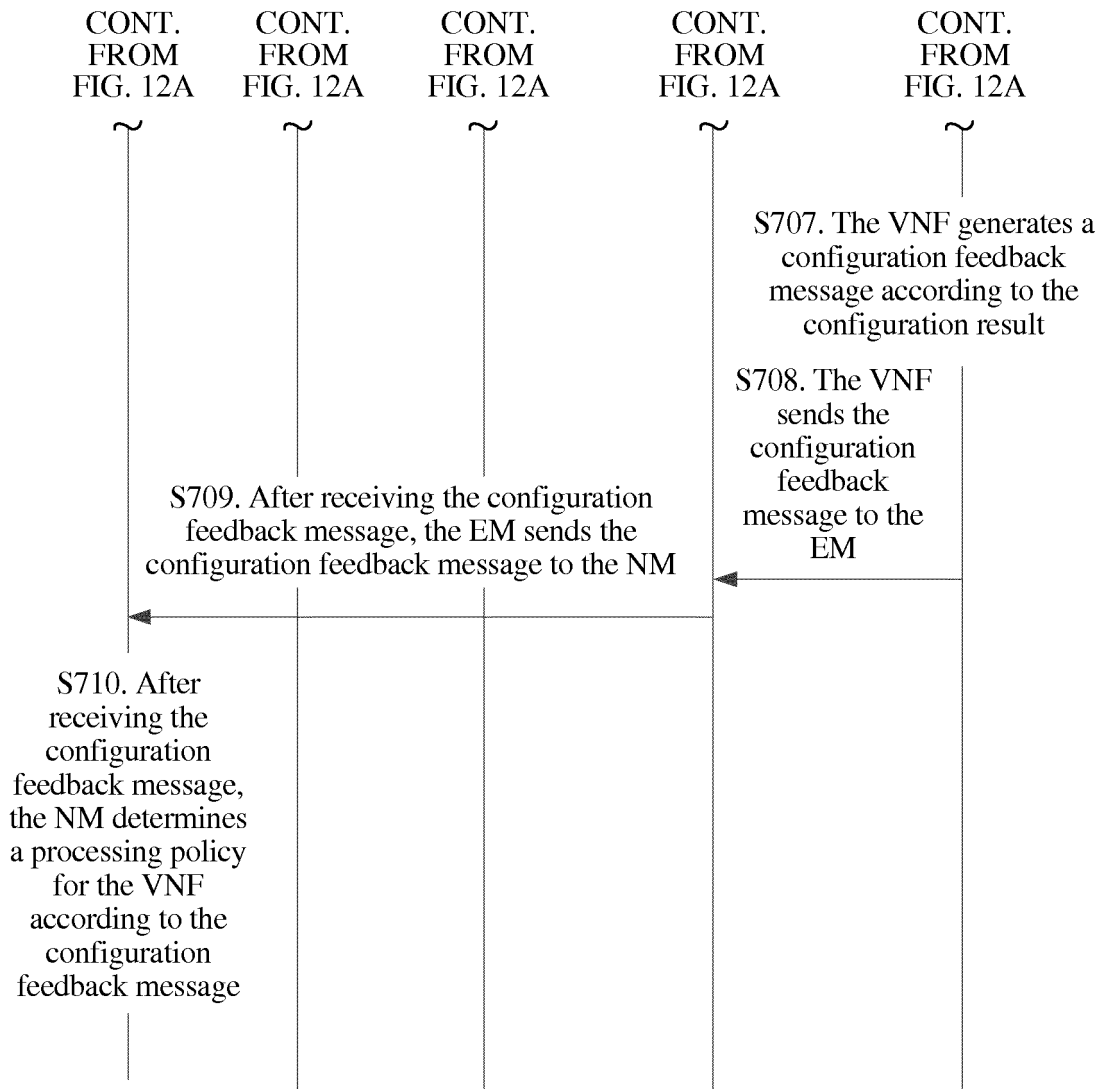 CONT. FROM FIG. 12A
CONT. FROM FIG. 12A
CONT. FROM FIG. 12A
CONT. FROM FIG. 12A
CONT. FROM FIG. 12A
S707. The VNF generates a
configuration feedback
message according to the
configuration result
S708. The VNF
sends the
configuration
feedback
message to the
EM
S709. After receiving the configuration
feedback message, the EM sends the
configuration feedback message to the NM
S710. After
receiving the
configuration
feedback message,
the NM determines
a processing policy
for the VNF
according to the
configuration
feedback message